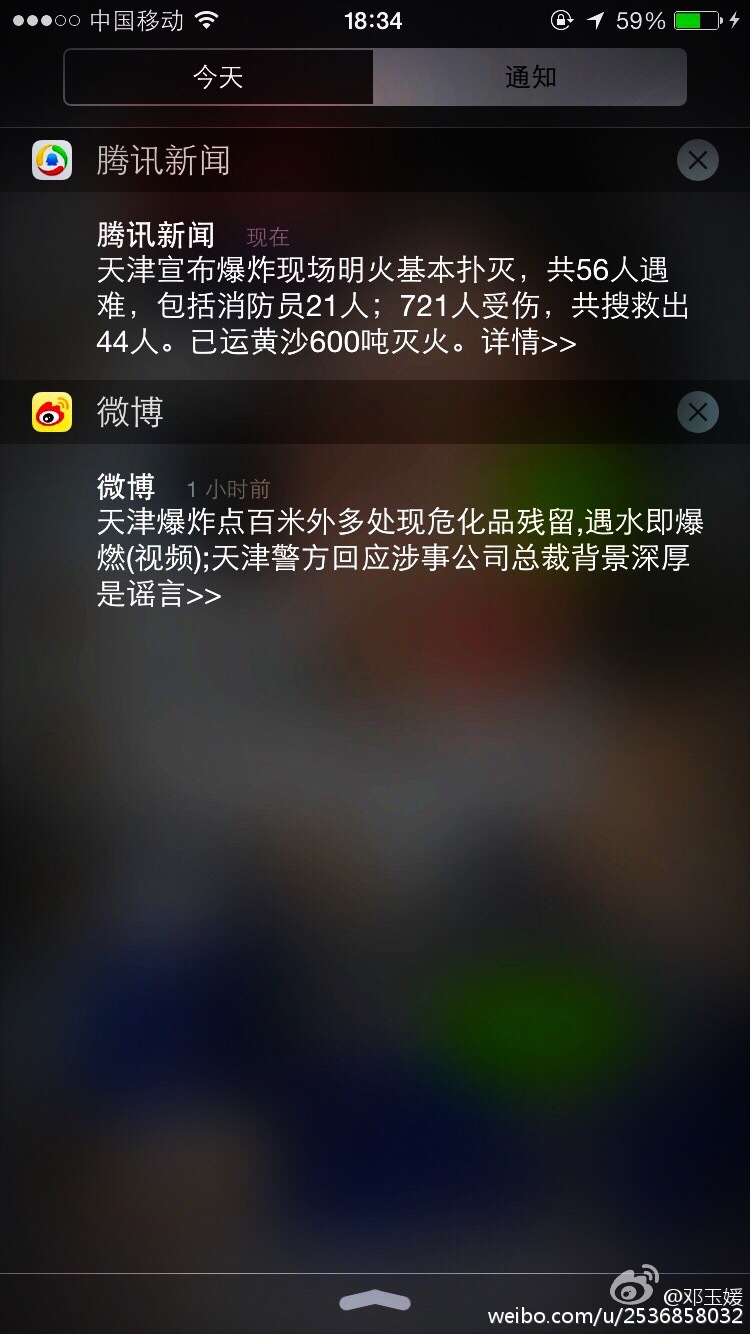 中国移动 18:34 59%
今天 通知
腾讯新闻
腾讯新闻 现在
天津宣布爆炸现场明火基本扑灭，共56人遇
难，包括消防员21人；721人受伤，共搜救出
44人。已运黄沙600吨灭火。详情>>
微博
微博 1 小时前
天津爆炸点百米外多处现危化品残留,遇水即爆
燃(视频);天津警方回应涉事公司总裁背景深厚
是谣言>>
@邓玉媛
weibo.com/u/2536858032